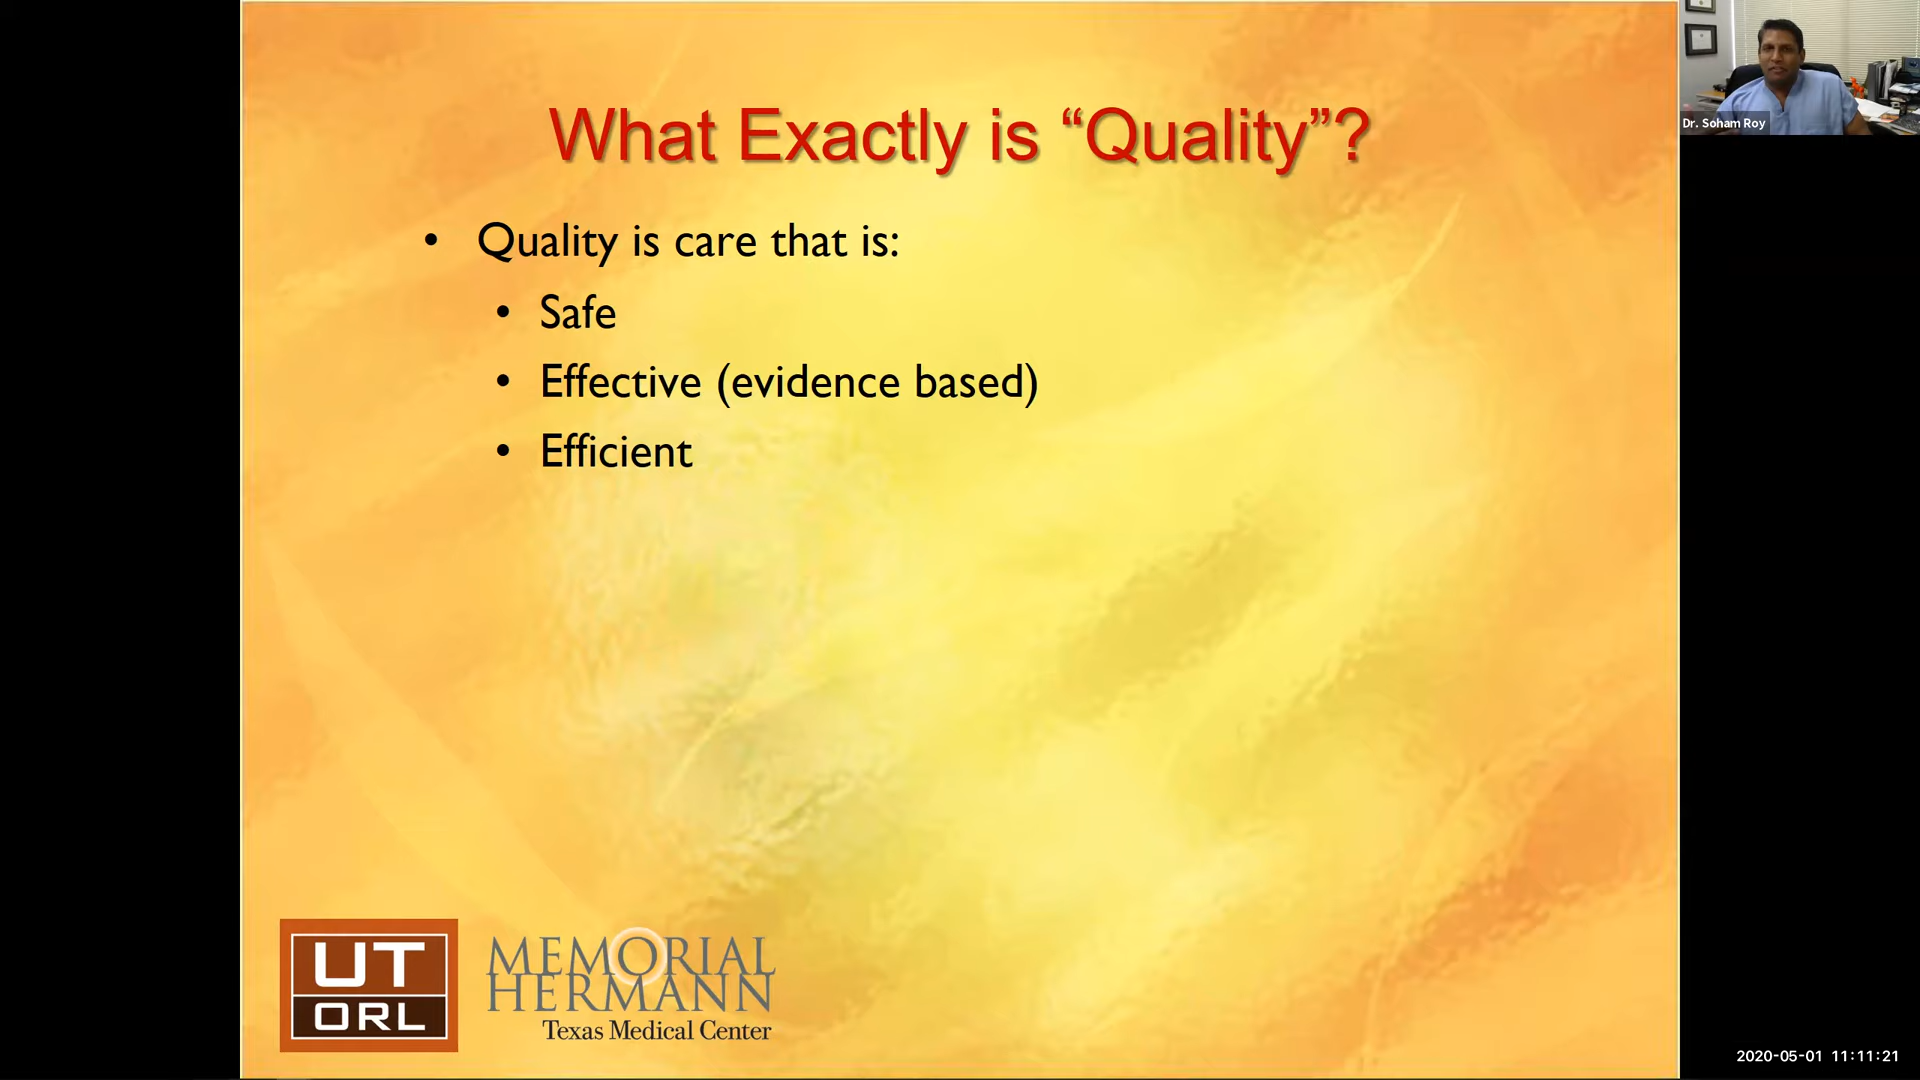 What Exactly is “Quality”?
• Quality is care that is:
• Safe
• Effective (evidence based)
• Efficient
UT
ORL
MEMORIAL
HERMANN
Texas Medical Center
Dr. Soham Roy
2020-05-01 11:11:21